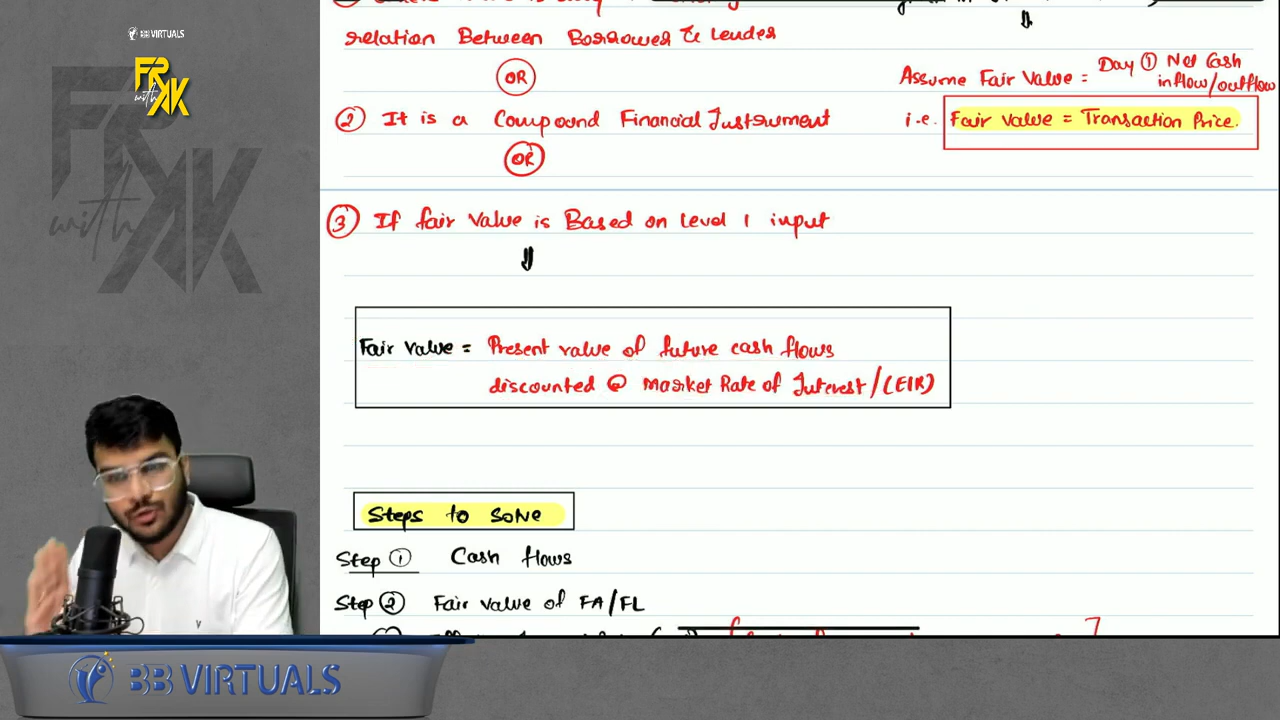 BB VIRTUALS
FR
with AK
FR
with AK
relation Between Borrower & Lender
OR
Assume Fair Value = Day 1 Net Cash
inflow/outflow
② It is a Compound Financial Instrument
i.e. Fair Value = Transaction Price.
OR
③ If fair Value is Based on Level 1 input
Fair Value = Present value of future cash flows
discounted @ Market Rate of Interest/(EIR)
Steps to Solve
Step ① Cash flows
Step ② Fair value of FA/FL
BB VIRTUALS